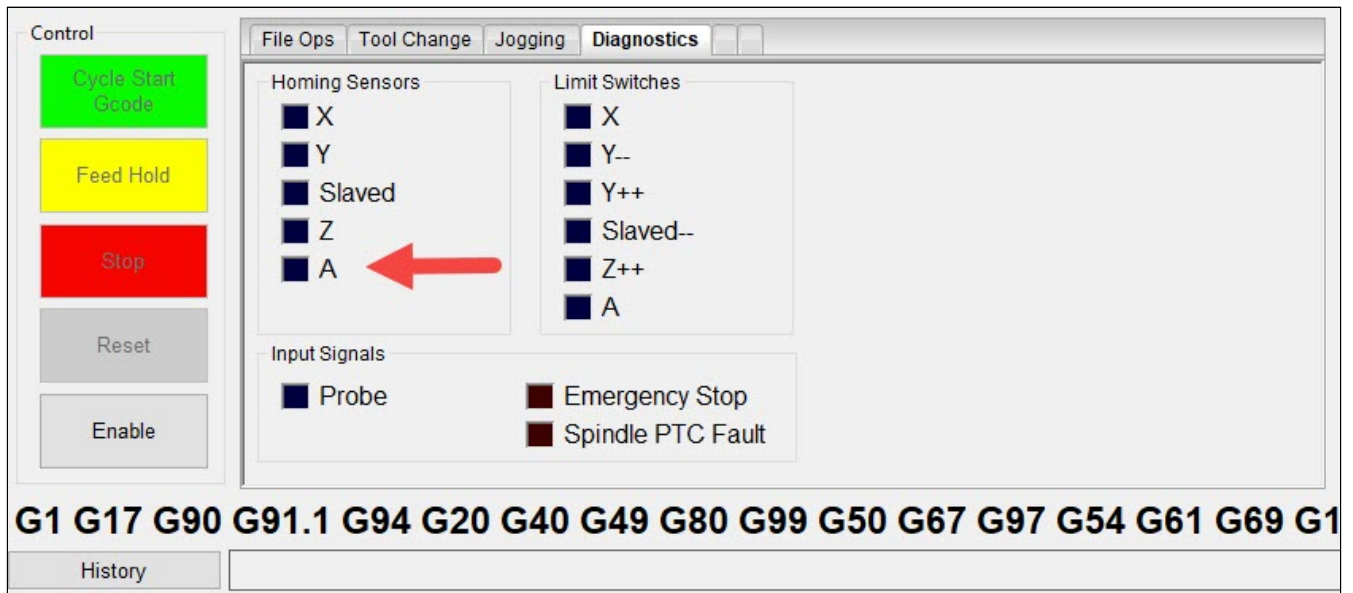 Control
Cycle Start
Gcode
Feed Hold
Stop
Reset
Enable
File Ops Tool Change Jogging Diagnostics
Homing Sensors
X
Y
Slaved
Z
A
Limit Switches
X
Y--
Y++
Slaved--
Z++
A
Input Signals
Probe
Emergency Stop
Spindle PTC Fault
G1 G17 G90 G91.1 G94 G20 G40 G49 G80 G99 G50 G67 G97 G54 G61 G69 G1
History